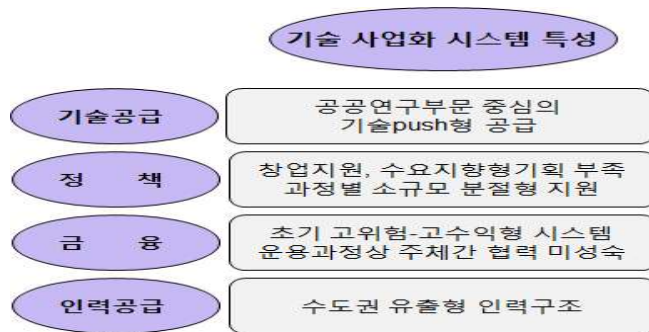 기술 사업화 시스템 특성
기술공급
공공연구부문 중심의
기술push형 공급
정 책
창업지원, 수요지향형기획 부족
과정별 소규모 분절형 지원
금 융
초기 고위험-고수익형 시스템
운용과정상 주체간 협력 미성숙
인력공급
수도권 유출형 인력구조